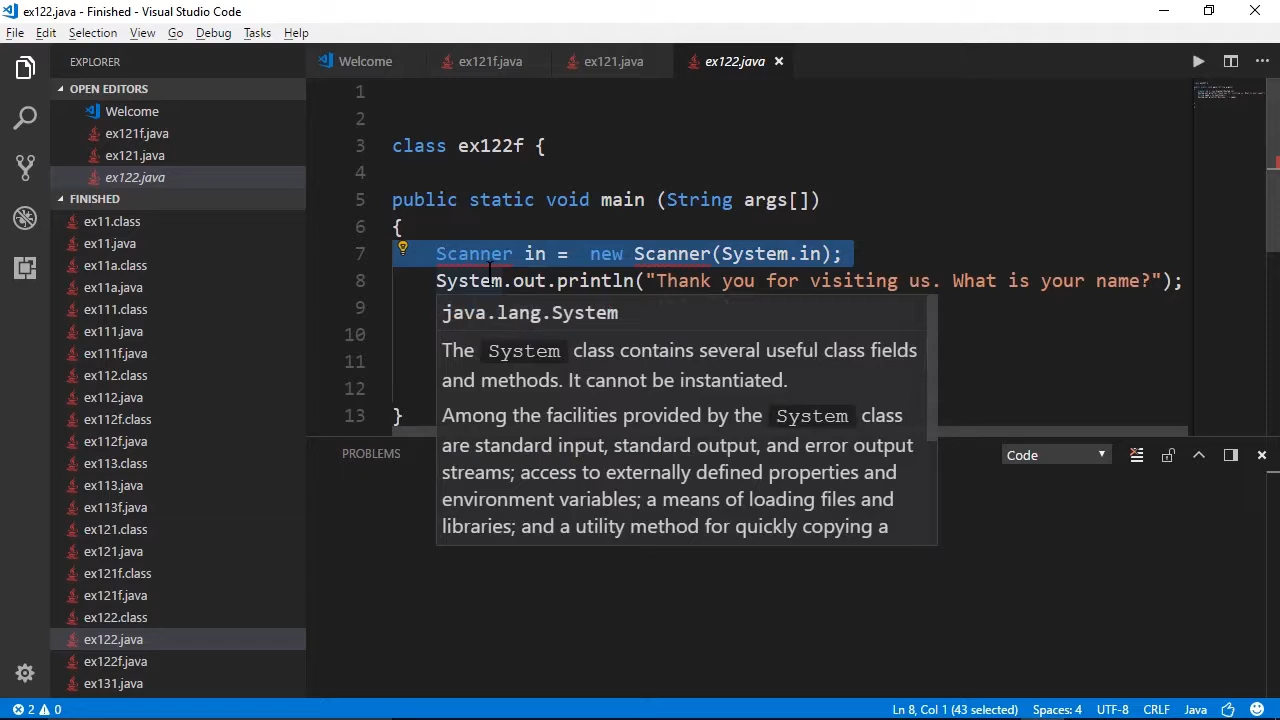 ex122.java - Finished - Visual Studio Code
File Edit Selection View Go Debug Tasks Help
EXPLORER
Welcome ex121f.java ex121.java ex122.java
OPEN EDITORS
Welcome
ex121f.java
ex121.java
ex122.java
FINISHED
ex11.class
ex11.java
ex11a.class
ex11a.java
ex111.class
ex111.java
ex111f.java
ex112.class
ex112.java
ex112f.class
ex112f.java
ex113.class
ex113.java
ex113f.java
ex121.class
ex121.java
ex121f.class
ex121f.java
ex122.class
ex122.java
ex122f.java
ex131.java
1
2
3 class ex122f {
4
5 public static void main (String args[])
6 {
7 Scanner in =  new Scanner(System.in);
8 System.out.println("Thank you for visiting us. What is your name?");
9
10
11
12
13 }
java.lang.System
The System class contains several useful class fields
and methods. It cannot be instantiated.
Among the facilities provided by the System class
are standard input, standard output, and error output
streams; access to externally defined properties and
environment variables; a means of loading files and
libraries; and a utility method for quickly copying a
PROBLEMS
Code
2 0
Ln 8, Col 1 (43 selected) Spaces: 4 UTF-8 CRLF Java